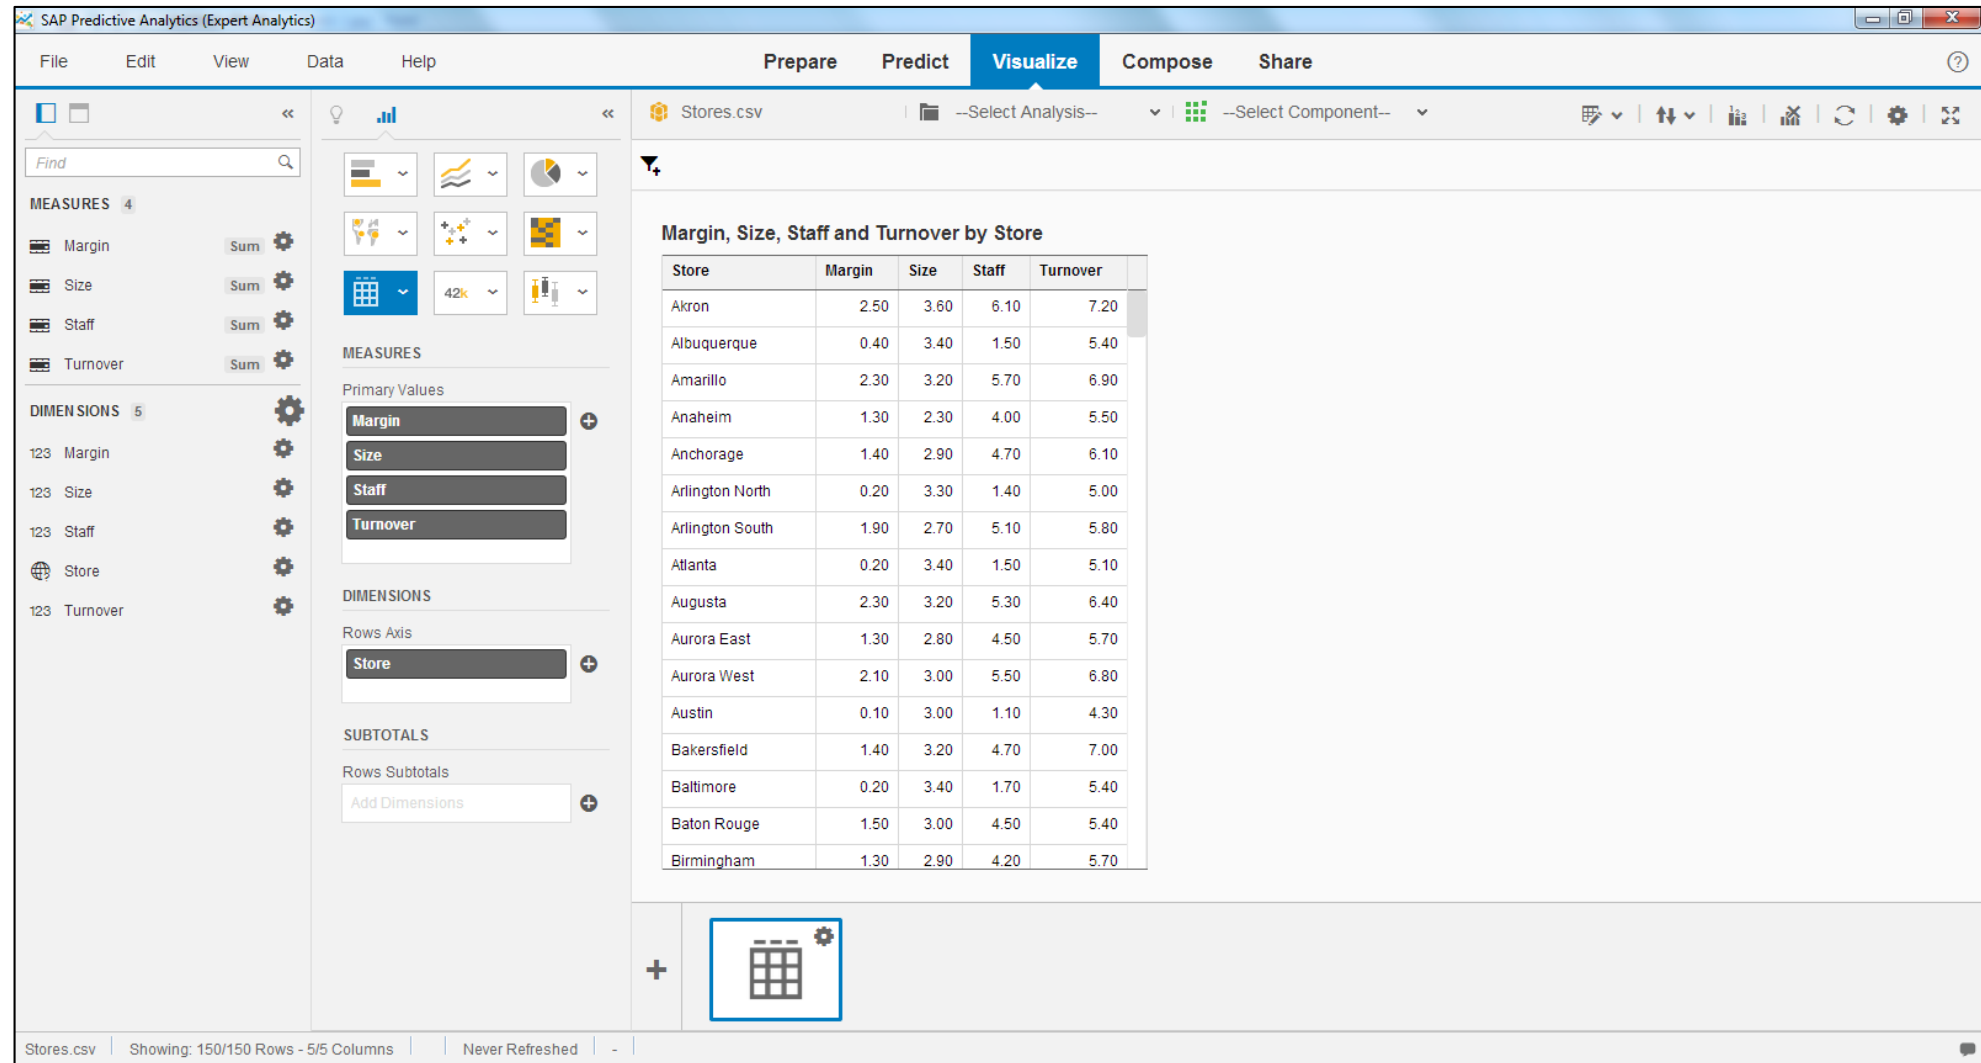 SAP Predictive Analytics (Expert Analytics)
File Edit View Data Help Prepare Predict Visualize Compose Share
Stores.csv --Select Analysis-- --Select Component--
Find
MEASURES 4
Margin Sum
Size Sum
Staff Sum
Turnover Sum
DIMENSIONS 5
123 Margin
123 Size
123 Staff
Store
123 Turnover
42k
MEASURES
Primary Values
Margin
Size
Staff
Turnover
DIMENSIONS
Rows Axis
Store
SUBTOTALS
Rows Subtotals
Add Dimensions
Margin, Size, Staff and Turnover by Store
Store Margin Size Staff Turnover
Akron 2.50 3.60 6.10 7.20
Albuquerque 0.40 3.40 1.50 5.40
Amarillo 2.30 3.20 5.70 6.90
Anaheim 1.30 2.30 4.00 5.50
Anchorage 1.40 2.90 4.70 6.10
Arlington North 0.20 3.30 1.40 5.00
Arlington South 1.90 2.70 5.10 5.80
Atlanta 0.20 3.40 1.50 5.10
Augusta 2.30 3.20 5.30 6.40
Aurora East 1.30 2.80 4.50 5.70
Aurora West 2.10 3.00 5.50 6.80
Austin 0.10 3.00 1.10 4.30
Bakersfield 1.40 3.20 4.70 7.00
Baltimore 0.20 3.40 1.70 5.40
Baton Rouge 1.50 3.00 4.50 5.40
Birmingham 1.30 2.90 4.20 5.70
Stores.csv Showing: 150/150 Rows - 5/5 Columns Never Refreshed -